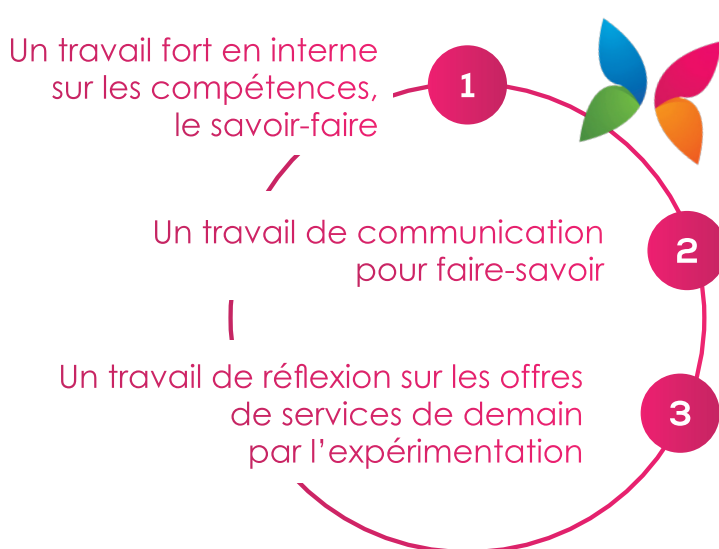 Un travail fort en interne
sur les compétences,
le savoir-faire
1
Un travail de communication
pour faire-savoir
2
Un travail de réflexion sur les offres
de services de demain
par l’expérimentation
3